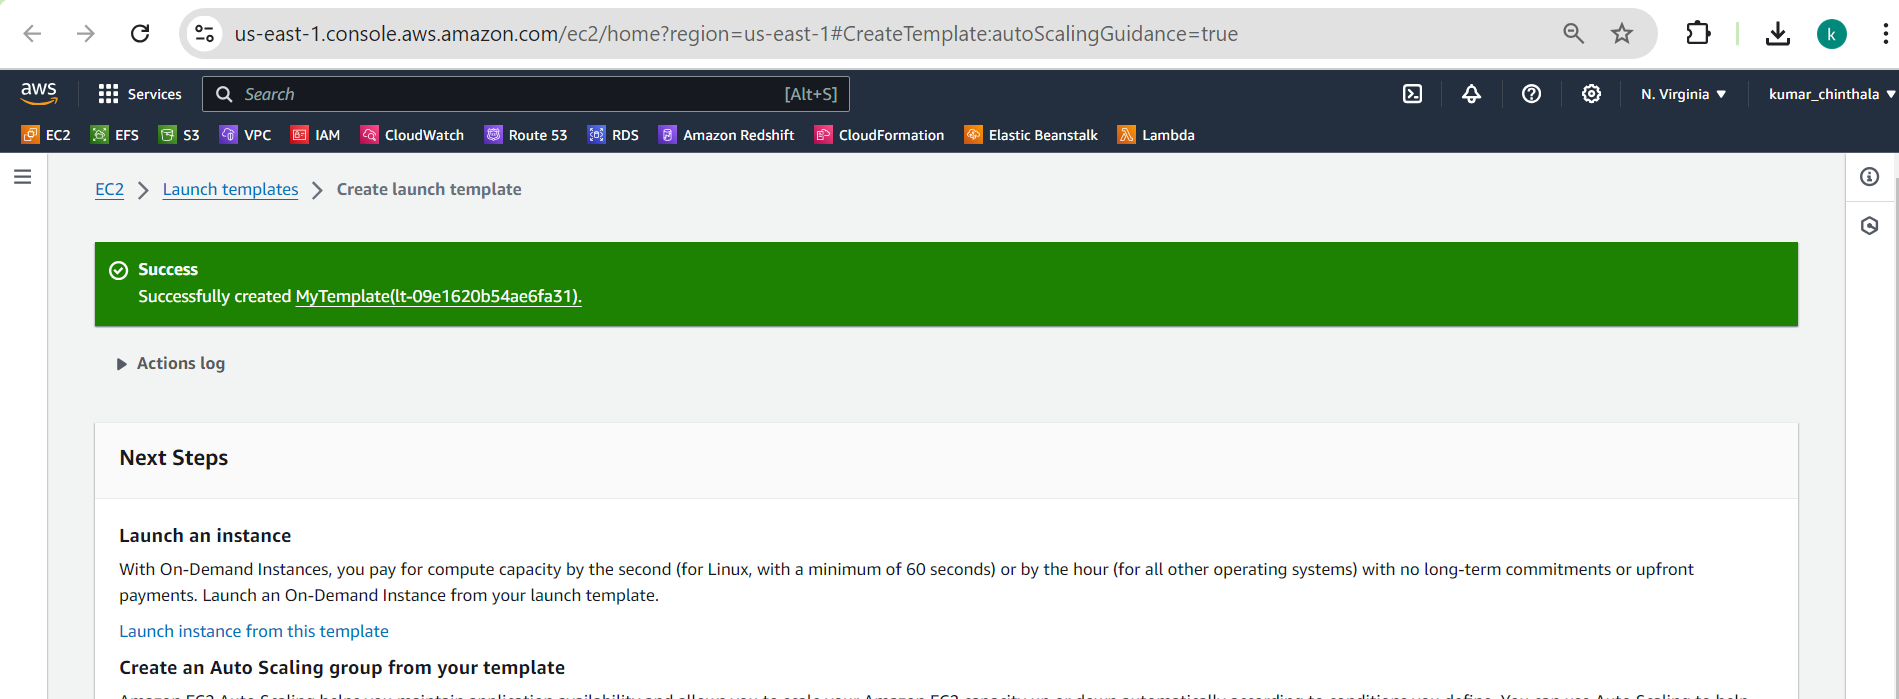 us-east-1.console.aws.amazon.com/ec2/home?region=us-east-1#CreateTemplate:autoScalingGuidance=true
k
aws
Services
Search
[Alt+S]
N. Virginia
kumar_chinthala
EC2
EFS
S3
VPC
IAM
CloudWatch
Route 53
RDS
Amazon Redshift
CloudFormation
Elastic Beanstalk
Lambda
EC2
Launch templates
Create launch template
Success
Successfully created MyTemplate(lt-09e1620b54ae6fa31).
Actions log
Next Steps
Launch an instance
With On-Demand Instances, you pay for compute capacity by the second (for Linux, with a minimum of 60 seconds) or by the hour (for all other operating systems) with no long-term commitments or upfront
payments. Launch an On-Demand Instance from your launch template.
Launch instance from this template
Create an Auto Scaling group from your template